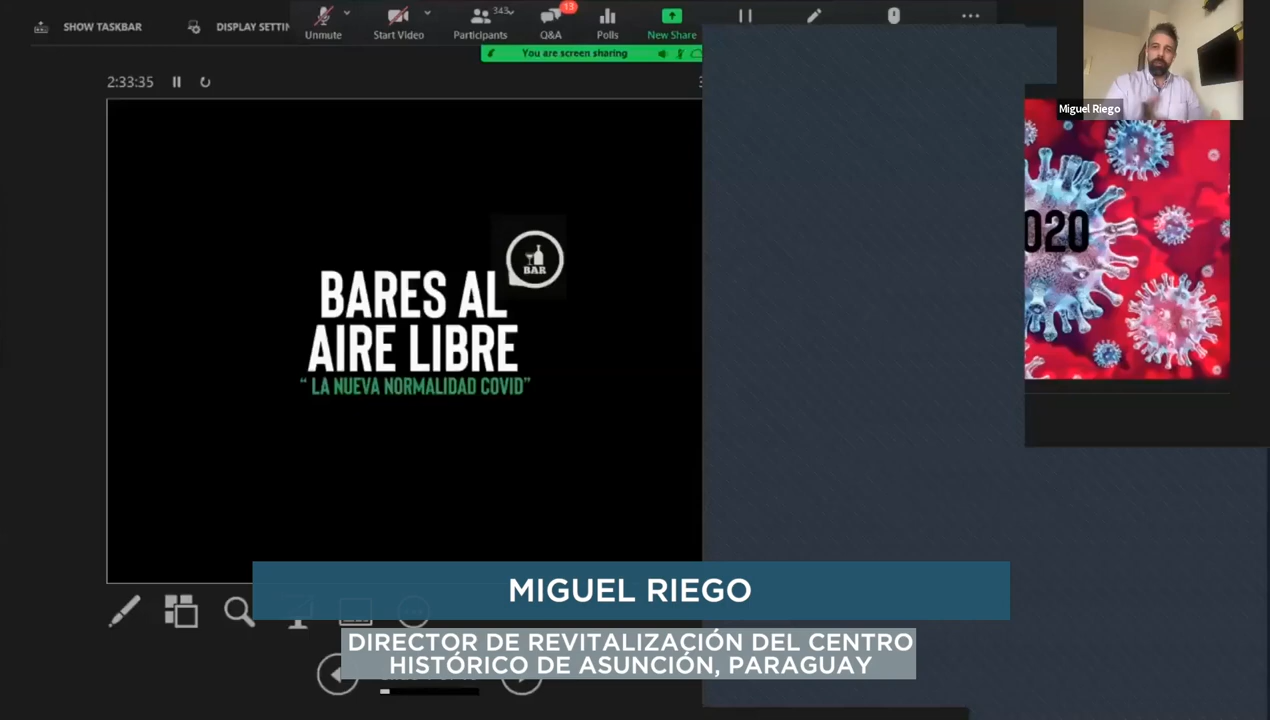 SHOW TASKBAR
DISPLAY SETTIN
Unmute
Start Video
343
Participants
13
Q&A
Polls
New Share
You are screen sharing
2:33:35
Miguel Riego
BAR
BARES AL
AIRE LIBRE
“ LA NUEVA NORMALIDAD COVID”
020
MIGUEL RIEGO
DIRECTOR DE REVITALIZACIÓN DEL CENTRO
HISTÓRICO DE ASUNCIÓN, PARAGUAY